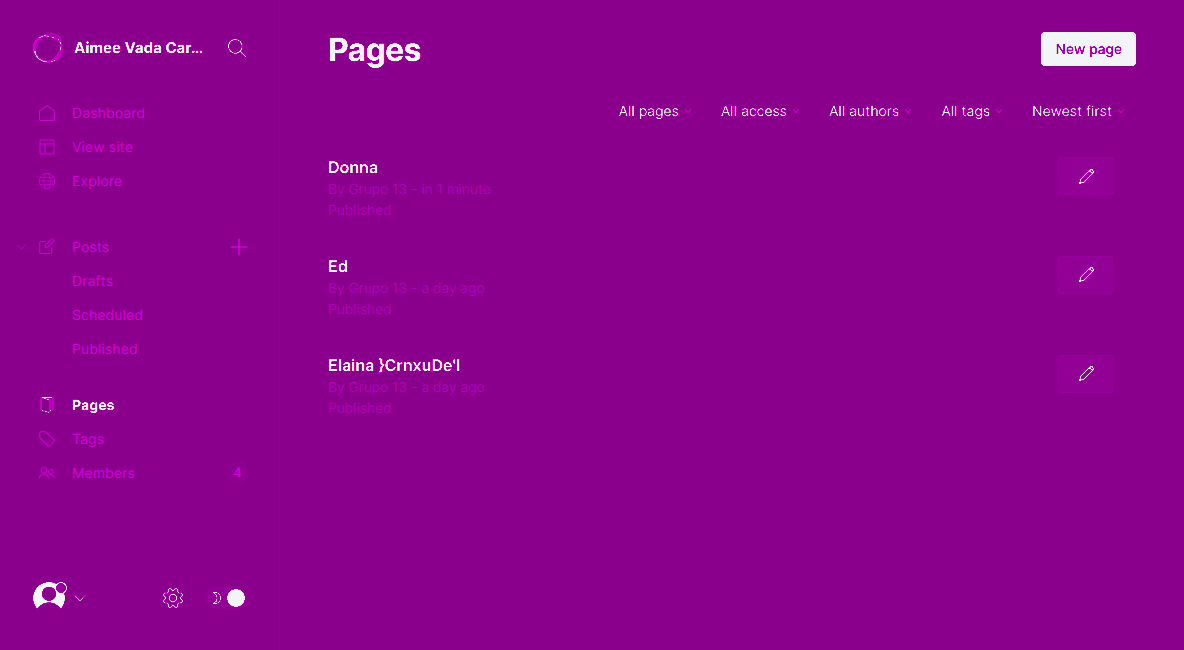 Aimee Vada Car...
Dashboard
View site
Explore
Posts
Drafts
Scheduled
Published
Pages
Tags
Members 4
Pages
New page
All pages All access All authors All tags Newest first
Donna
By Grupo 13 - in 1 minute
Published
Ed
By Grupo 13 - a day ago
Published
Elaina }CrnxuDe'l
By Grupo 13 - a day ago
Published